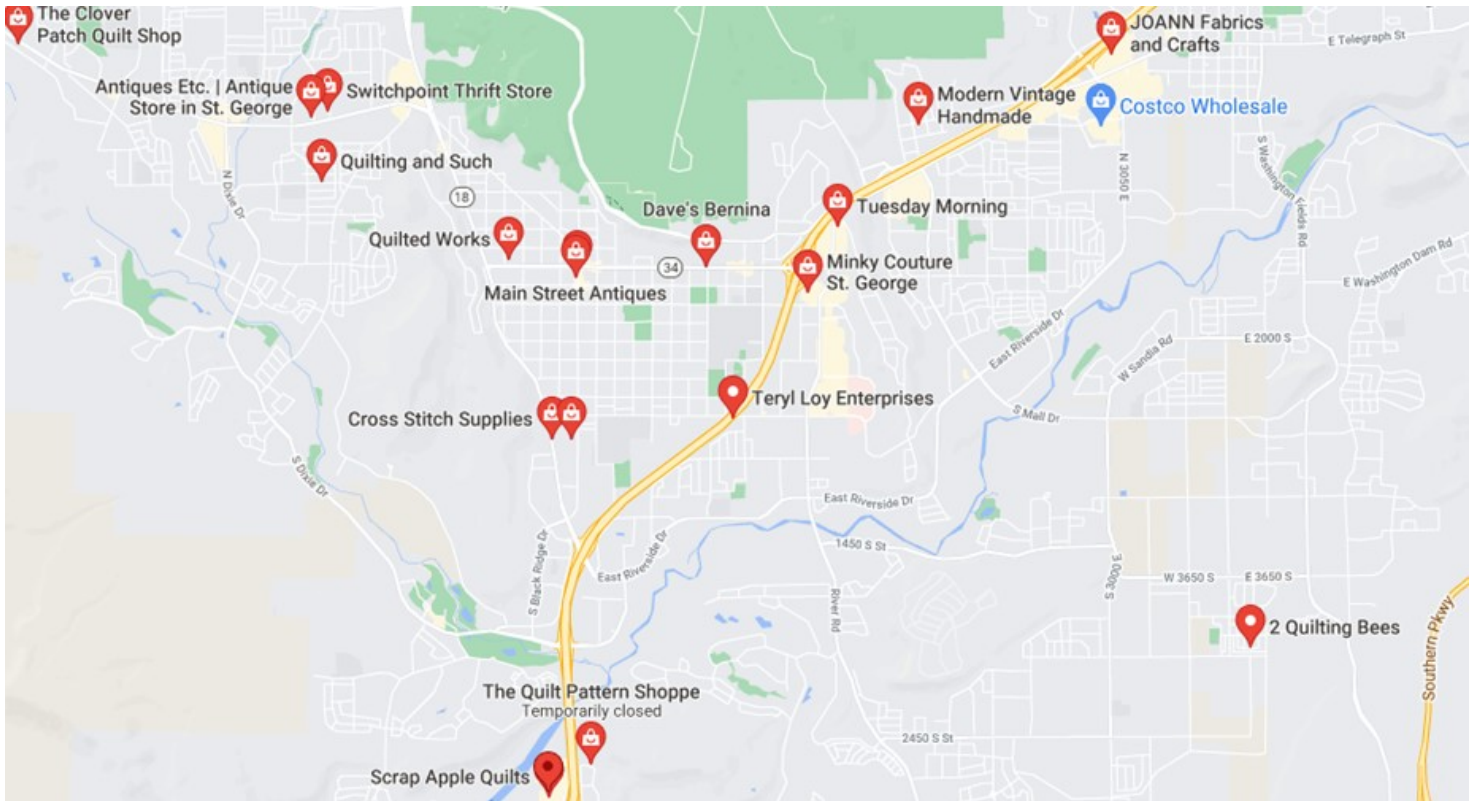 The Clover
Patch Quilt Shop
JOANN Fabrics
and Crafts
E Telegraph St
Antiques Etc. | Antique
Store in St. George
Switchpoint Thrift Store
Modern Vintage
Handmade
Costco Wholesale
Quilting and Such
N Dixie Dr
18
N 3050 E
S Washington Fields Rd
Dave's Bernina
Tuesday Morning
Quilted Works
34
Minky Couture
St. George
Main Street Antiques
E Washington Dam Rd
East Riverside Dr
W Sandia Rd
E 2000 S
Teryl Loy Enterprises
Cross Stitch Supplies
S Mall Dr
S Dixie Dr
East Riverside Dr
1450 S St
S Black Ridge Dr
East Riverside Dr
River Rd
S 3000 E
W 3650 S
E 3650 S
2 Quilting Bees
Southern Pkwy
The Quilt Pattern Shoppe
Temporarily closed
2450 S St
Scrap Apple Quilts